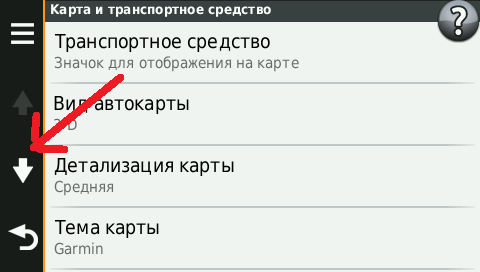 Карта и транспортное средство
?
Транспортное средство
Значок для отображения на карте
Вид автокарты
Детализация карты
Средняя
Тема карты
Garmin